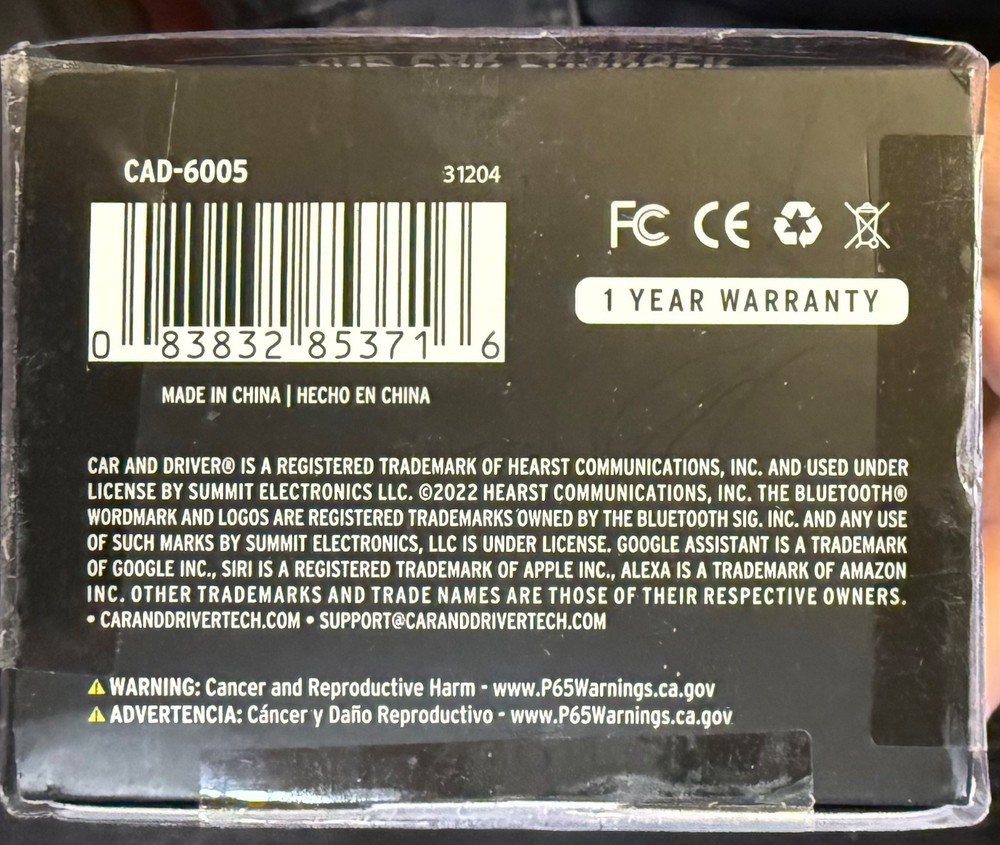 CAD-6005 31204
0 83832 85371 6
MADE IN CHINA | HECHO EN CHINA
FC CE
1 YEAR WARRANTY
CAR AND DRIVER® IS A REGISTERED TRADEMARK OF HEARST COMMUNICATIONS, INC. AND USED UNDER
LICENSE BY SUMMIT ELECTRONICS LLC. ©2022 HEARST COMMUNICATIONS, INC. THE BLUETOOTH®
WORDMARK AND LOGOS ARE REGISTERED TRADEMARKS OWNED BY THE BLUETOOTH SIG. INC. AND ANY USE
OF SUCH MARKS BY SUMMIT ELECTRONICS, LLC IS UNDER LICENSE. GOOGLE ASSISTANT IS A TRADEMARK
OF GOOGLE INC., SIRI IS A REGISTERED TRADEMARK OF APPLE INC., ALEXA IS A TRADEMARK OF AMAZON
INC. OTHER TRADEMARKS AND TRADE NAMES ARE THOSE OF THEIR RESPECTIVE OWNERS.
• CARANDDRIVERTECH.COM • SUPPORT@CARANDDRIVERTECH.COM
WARNING: Cancer and Reproductive Harm - www.P65Warnings.ca.gov
ADVERTENCIA: Cáncer y Daño Reproductivo - www.P65Warnings.ca.gov